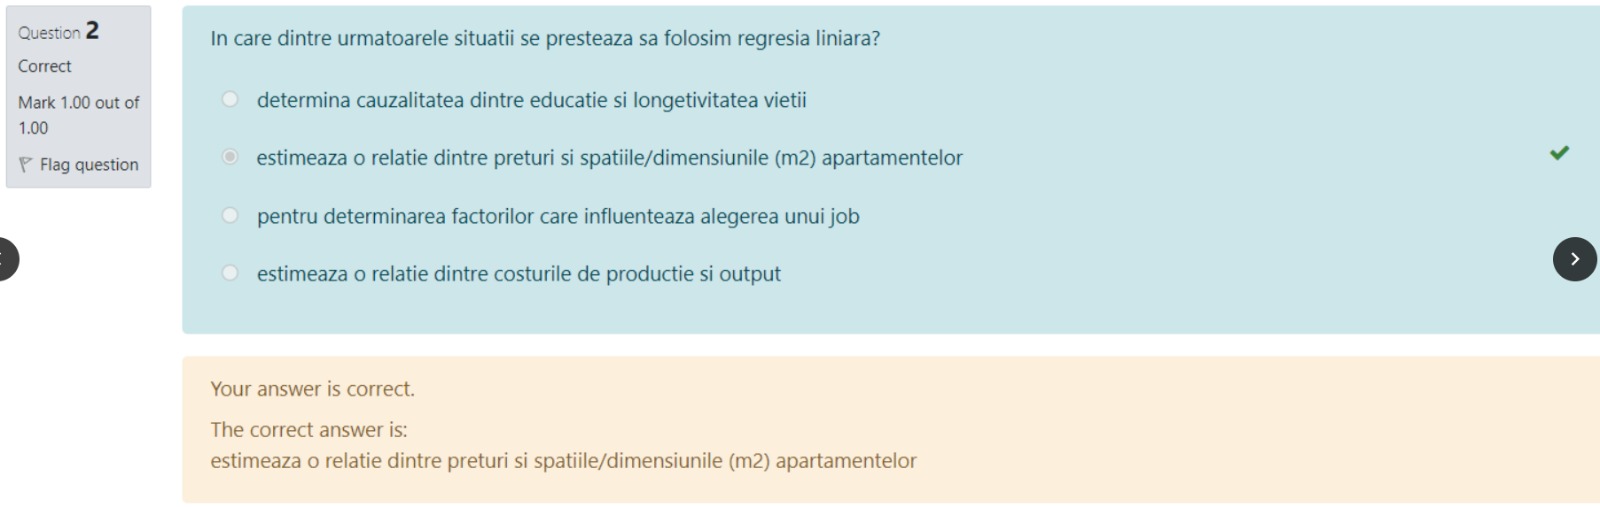 Question 2
Correct
Mark 1.00 out of
1.00
Flag question
In care dintre urmatoarele situatii se presteaza sa folosim regresia liniara?
determina cauzalitatea dintre educatie si longetivitatea vietii
estimeaza o relatie dintre preturi si spatiile/dimensiunile (m2) apartamentelor
pentru determinarea factorilor care influenteaza alegerea unui job
estimeaza o relatie dintre costurile de productie si output
Your answer is correct.
The correct answer is:
estimeaza o relatie dintre preturi si spatiile/dimensiunile (m2) apartamentelor